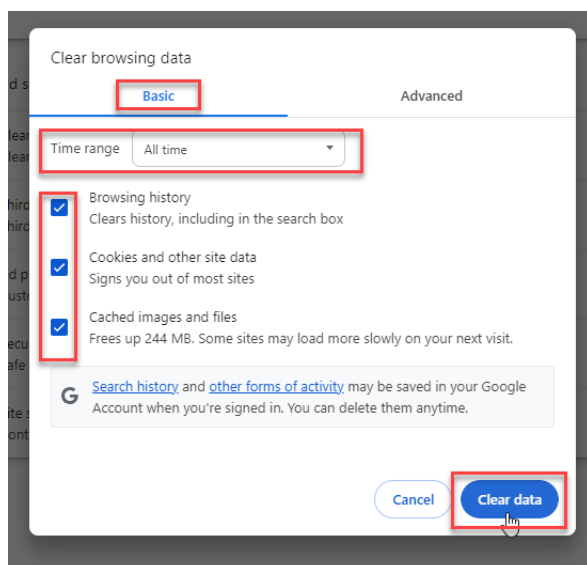 Clear browsing data
Basic
Advanced
Time range
All time
Browsing history
Clears history, including in the search box
Cookies and other site data
Signs you out of most sites
Cached images and files
Frees up 244 MB. Some sites may load more slowly on your next visit.
Search history and other forms of activity may be saved in your Google
Account when you're signed in. You can delete them anytime.
Cancel
Clear data